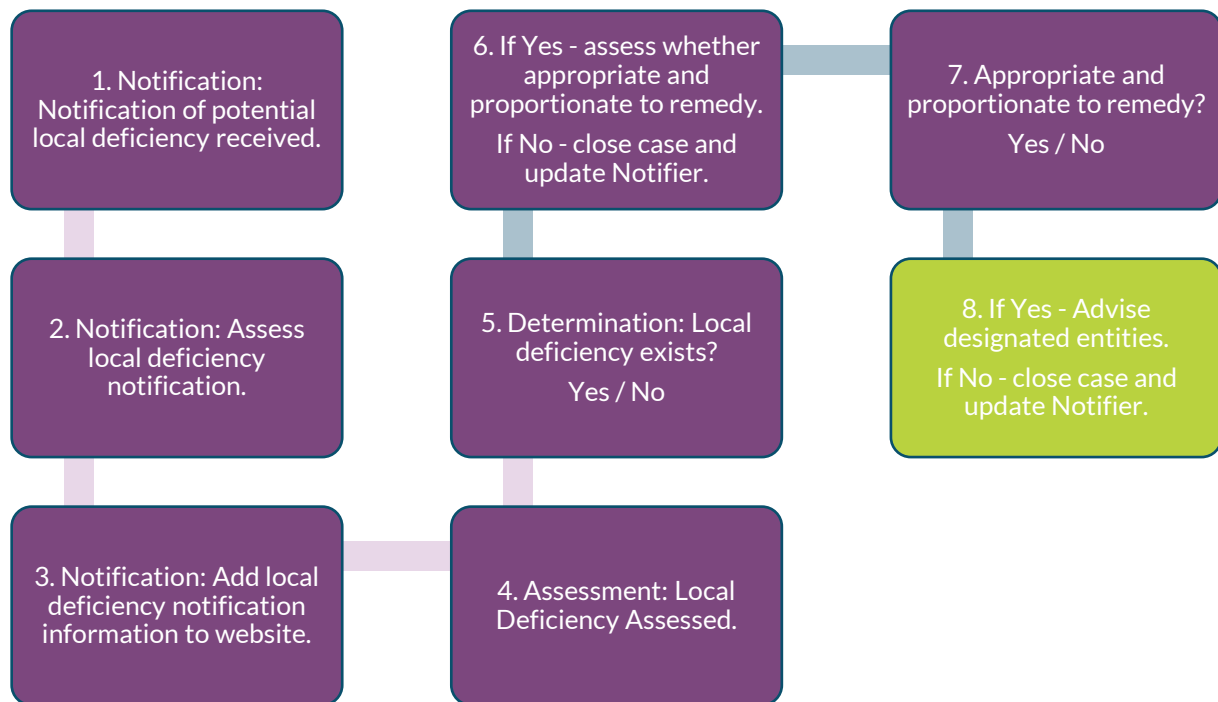 1. Notification:
Notification of potential
local deficiency received.
2. Notification: Assess
local deficiency
notification.
3. Notification: Add local
deficiency notification
information to website.
4. Assessment: Local
Deficiency Assessed.
5. Determination: Local
deficiency exists?
Yes / No
6. If Yes - assess whether
appropriate and
proportionate to remedy.
If No - close case and
update Notifier.
7. Appropriate and
proportionate to remedy?
Yes / No
8. If Yes - Advise
designated entities.
If No - close case and
update Notifier.